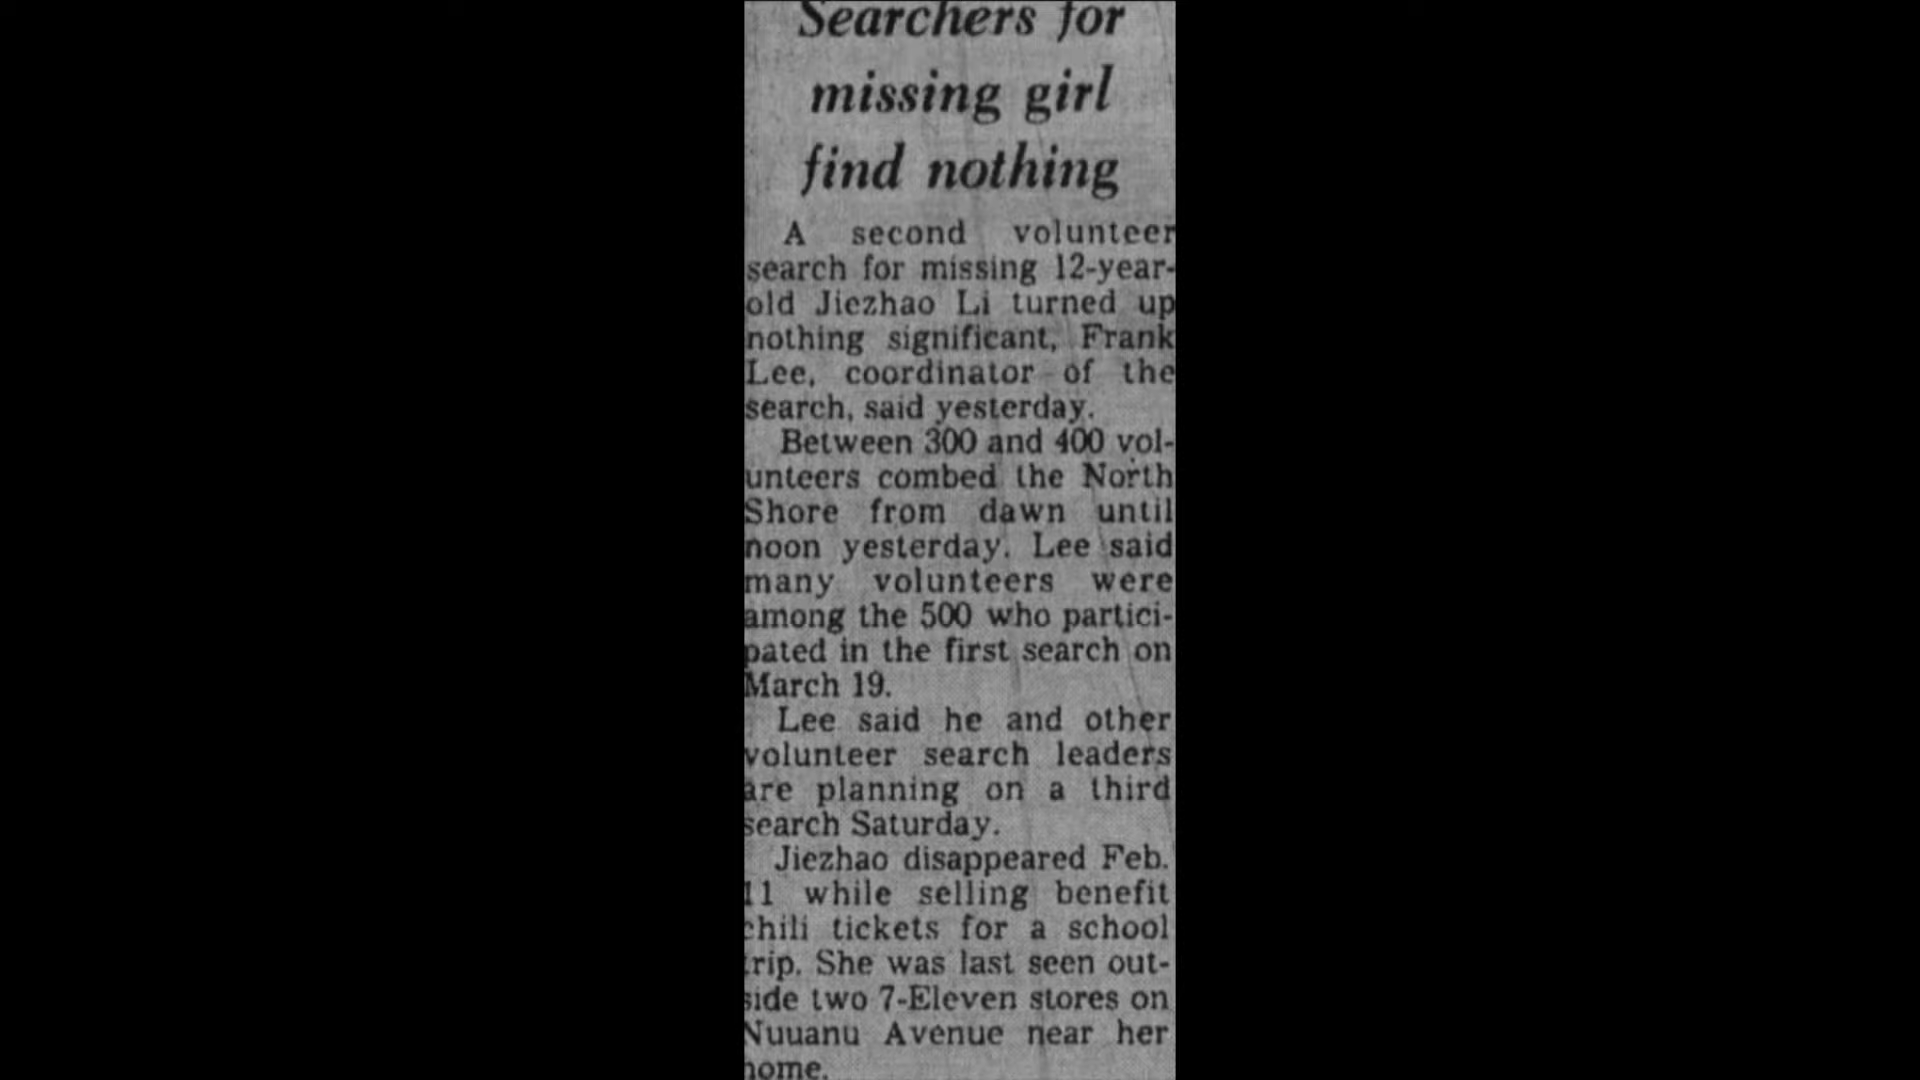 Searchers for
missing girl
find nothing
A second volunteer
search for missing 12-year-
old Jiezhao Li turned up
nothing significant, Frank
Lee, coordinator of the
search, said yesterday.
Between 300 and 400 vol-
unteers combed the North
Shore from dawn until
noon yesterday. Lee said
many volunteers were
among the 500 who partici-
pated in the first search on
March 19.
Lee said he and other
volunteer search leaders
are planning on a third
search Saturday.
Jiezhao disappeared Feb.
11 while selling benefit
chili tickets for a school
trip. She was last seen out-
side two 7-Eleven stores on
Nuuanu Avenue near her
home.